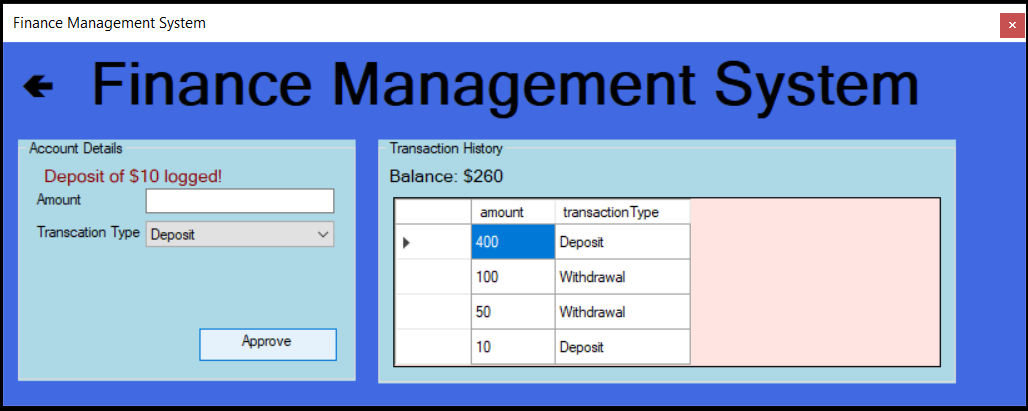 Finance Management System
Finance Management System
Account Details
Deposit of $10 logged!
Amount
Transcation Type Deposit
Approve
Transaction History
Balance: $260
amount transactionType
400 Deposit
100 Withdrawal
50 Withdrawal
10 Deposit